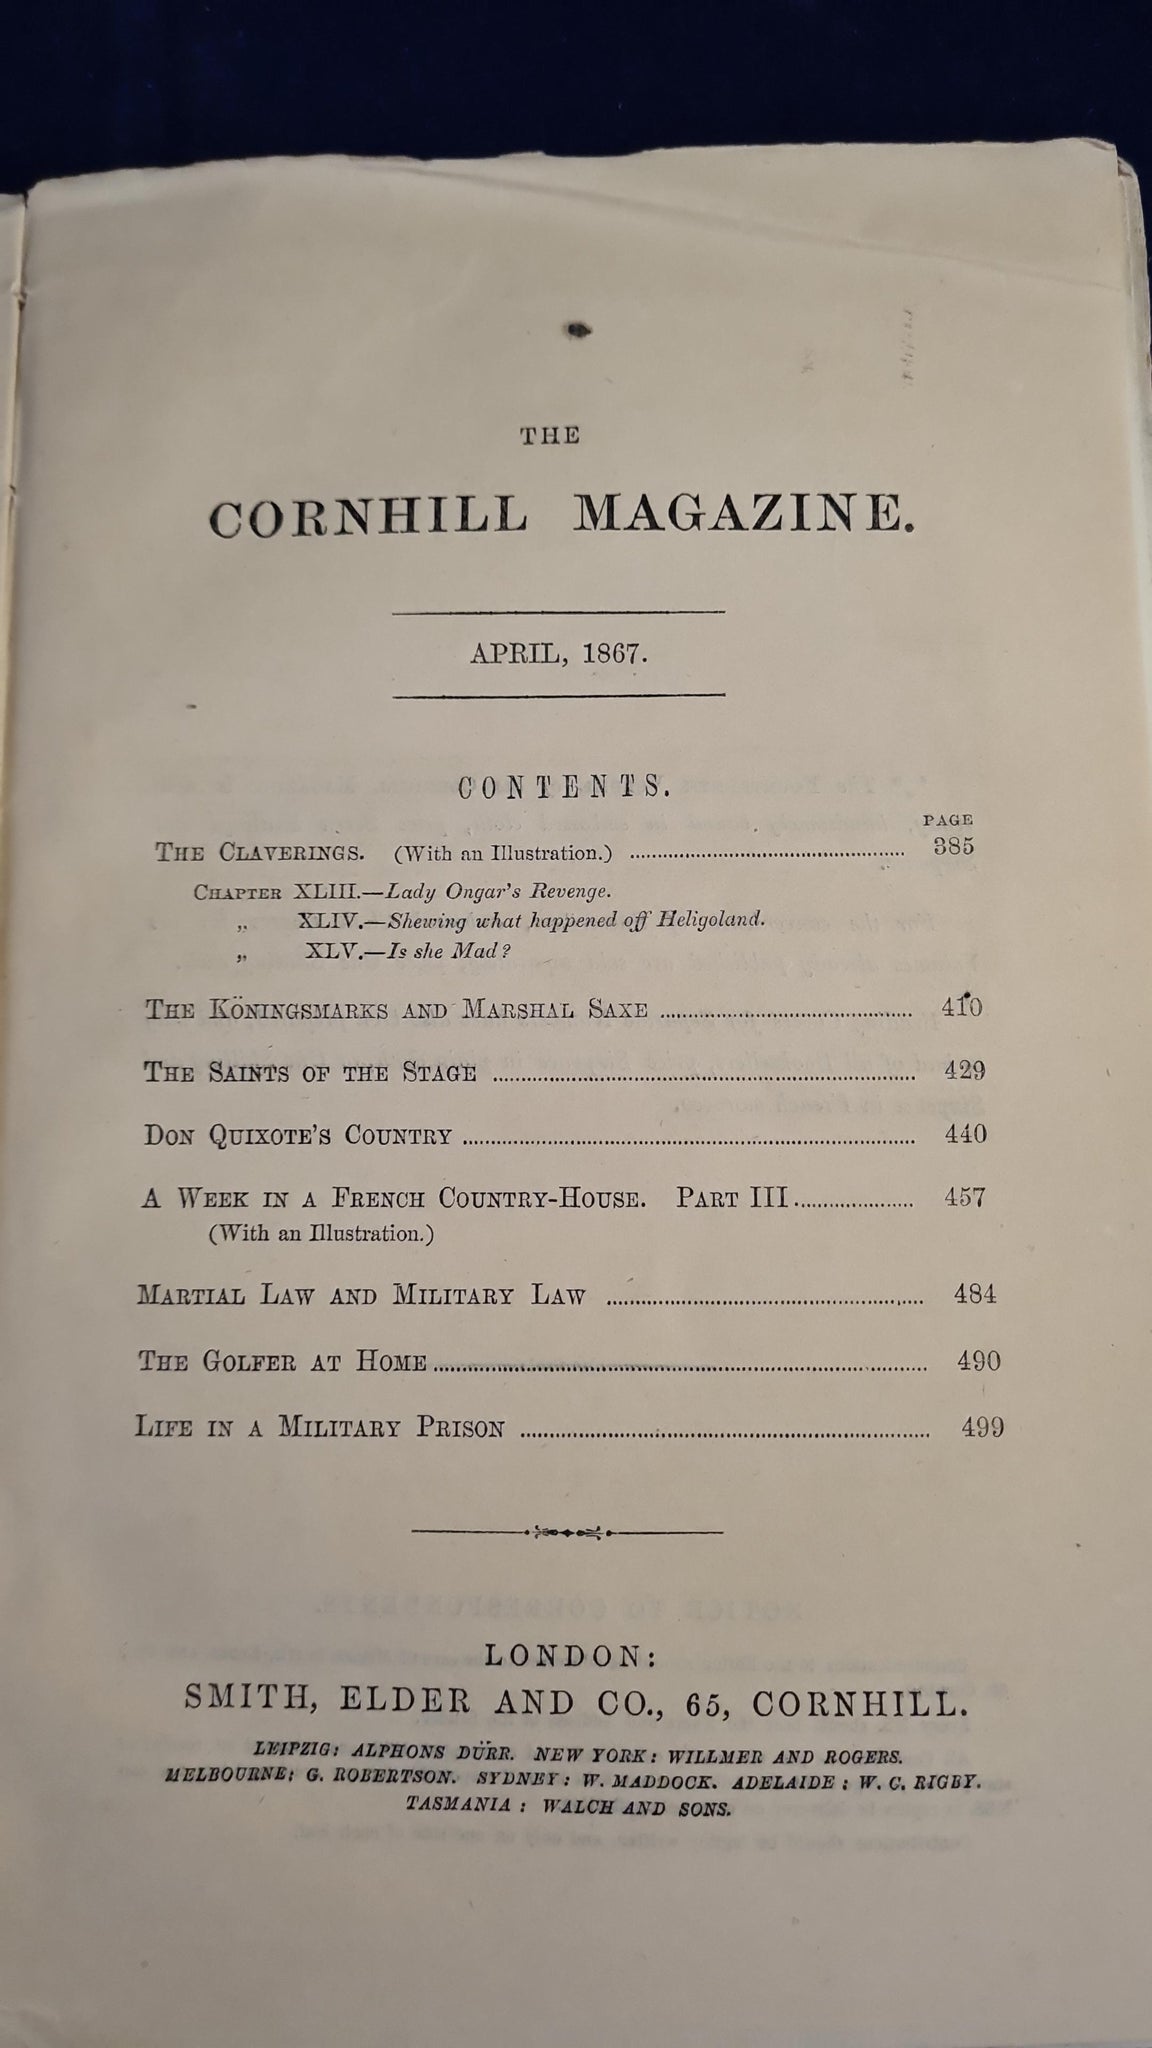 THE
CORNHILL MAGAZINE.
APRIL, 1867.
CONTENTS.
PAGE
THE CLAVERINGS. (With an Illustration.) ........ 385
CHAPTER XLIII.—Lady Ongar's Revenge.
„ XLIV.—Shewing what happened off Heligoland.
„ XLV.—Is she Mad?
THE KÖNINGSMARKS AND MARSHAL SAXE ........ 410
THE SAINTS OF THE STAGE ........ 429
DON QUIXOTE'S COUNTRY ........ 440
A WEEK IN A FRENCH COUNTRY-HOUSE. PART III ........ 457
(With an Illustration.)
MARTIAL LAW AND MILITARY LAW ........ 484
THE GOLFER AT HOME ........ 490
LIFE IN A MILITARY PRISON ........ 499
LONDON:
SMITH, ELDER AND CO., 65, CORNHILL.
LEIPZIG: ALPHONS DÜRR. NEW YORK: WILLMER AND ROGERS.
MELBOURNE: G. ROBERTSON. SYDNEY: W. MADDOCK. ADELAIDE: W. C. RIGBY.
TASMANIA: WALCH AND SONS.